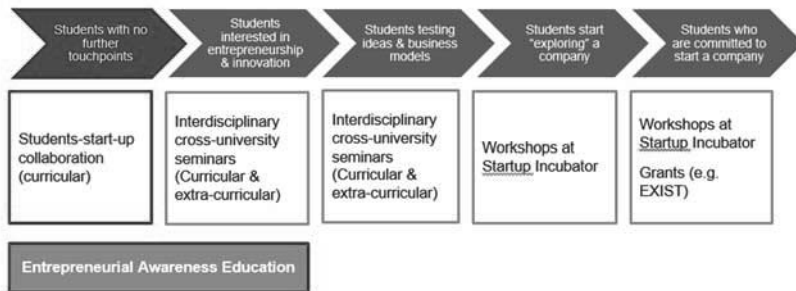 Students with no
further
touchpoints
Students
interested in
entrepreneurship
& innovation
Students testing
ideas & business
models
Students start
"exploring" a
company
Students who
are committed to
start a company
Students-start-up
collaboration
(curricular)
Interdisciplinary
cross-university
seminars
(Curricular &
extra-curricular)
Interdisciplinary
cross-university
seminars
(Curricular &
extra-curricular)
Workshops at
Startup Incubator
Workshops at
Startup Incubator
Grants (e.g.
EXIST)
Entrepreneurial Awareness Education